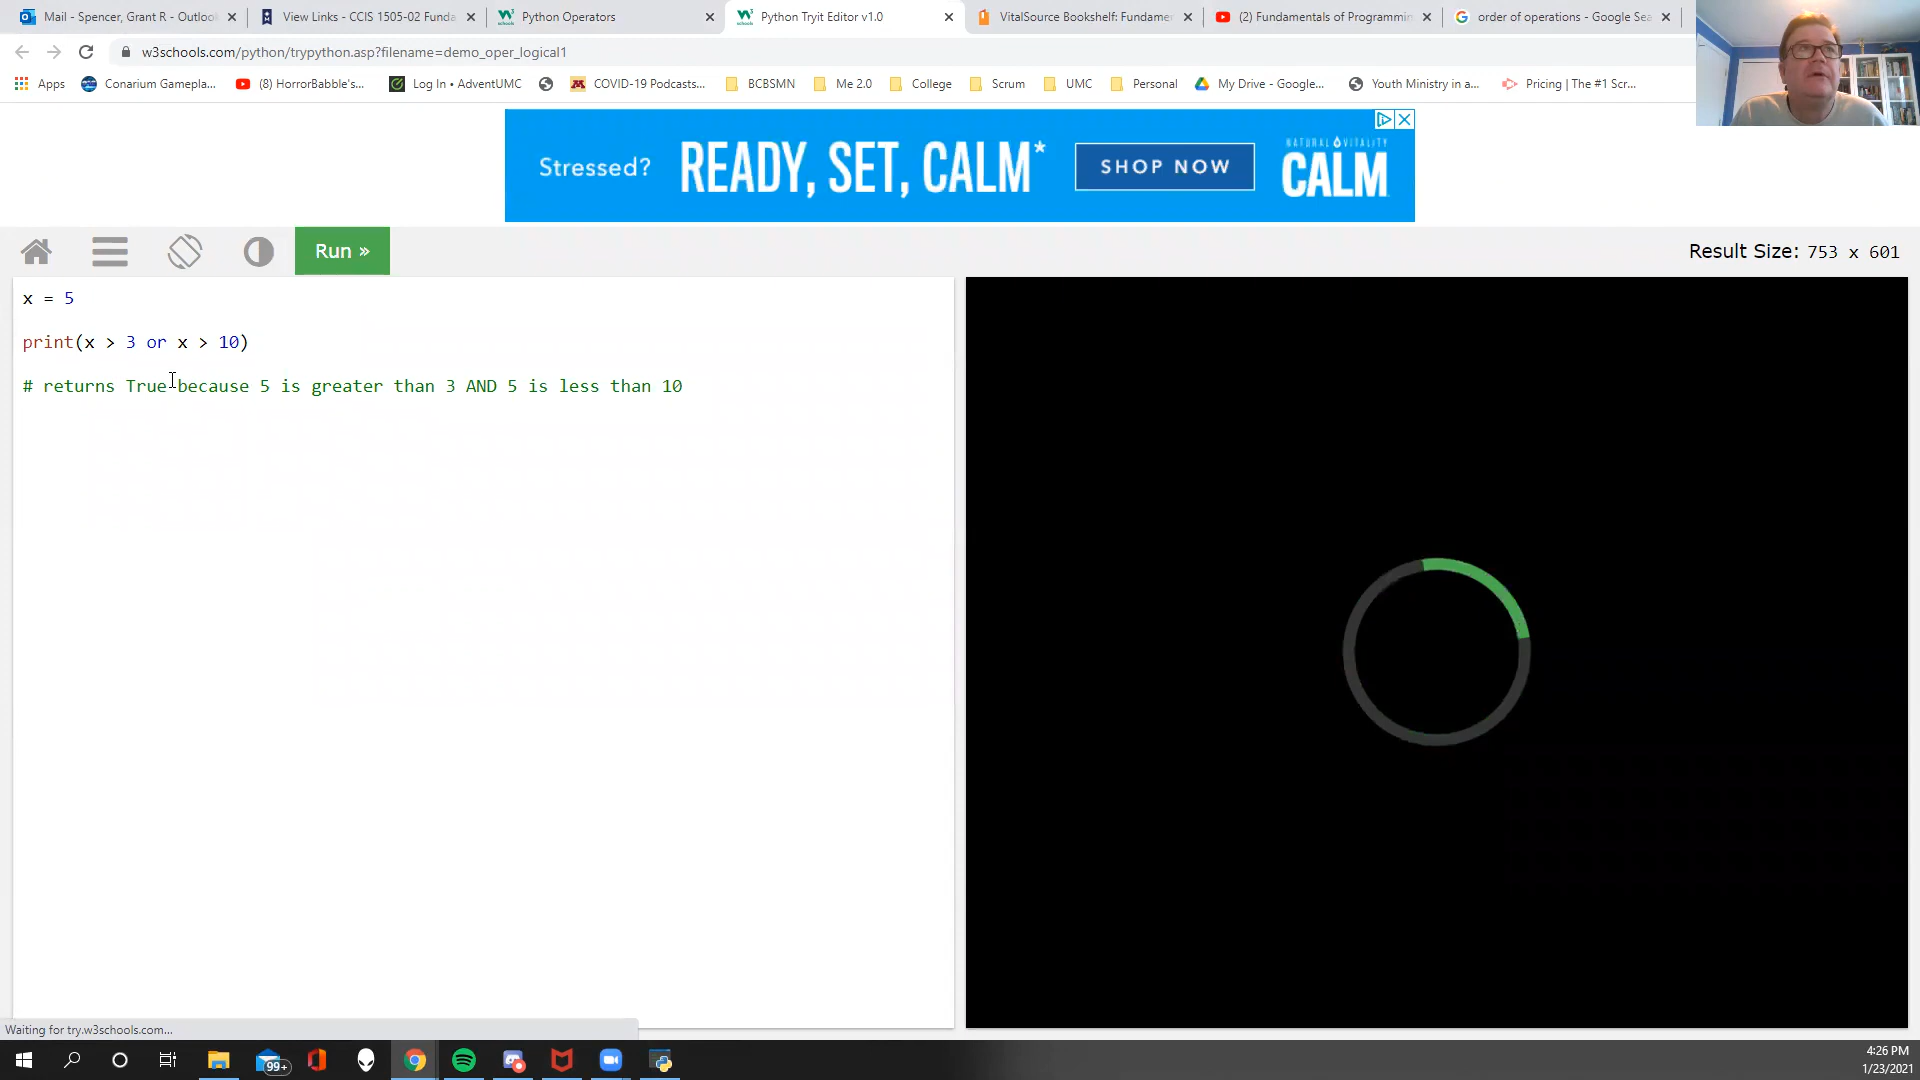 Mail - Spencer, Grant R - Outlook
View Links - CCIS 1505-02 Funda
Python Operators
Python Tryit Editor v1.0
VitalSource Bookshelf: Fundame
(2) Fundamentals of Programmin
order of operations - Google Sea
w3schools.com/python/trypython.asp?filename=demo_oper_logical1
Apps
Conarium Gamepla...
(8) HorrorBabble's...
Log In • AdventUMC
COVID-19 Podcasts...
BCBSMN
Me 2.0
College
Scrum
UMC
Personal
My Drive - Google...
Youth Ministry in a...
Pricing | The #1 Scr...
Stressed? READY, SET, CALM* SHOP NOW
NATURAL VITALITY
CALM
Run »
Result Size: 753 x 601
x = 5
print(x > 3 or x > 10)
# returns True because 5 is greater than 3 AND 5 is less than 10
Waiting for try.w3schools.com...
99+
4:26 PM
1/23/2021